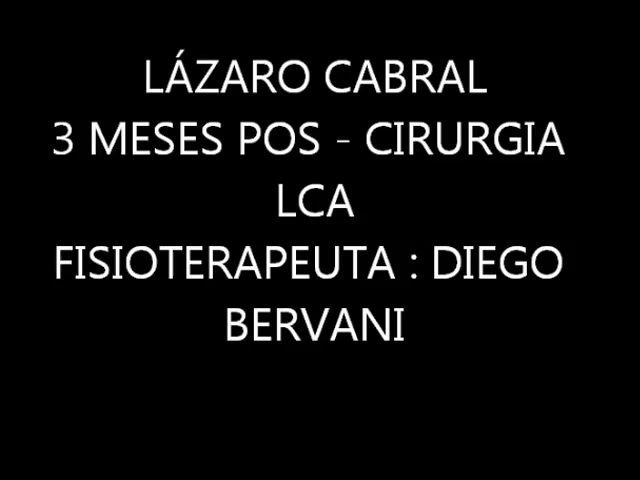 LÁZARO CABRAL
3 MESES POS - CIRURGIA
LCA
FISIOTERAPEUTA : DIEGO
BERVANI